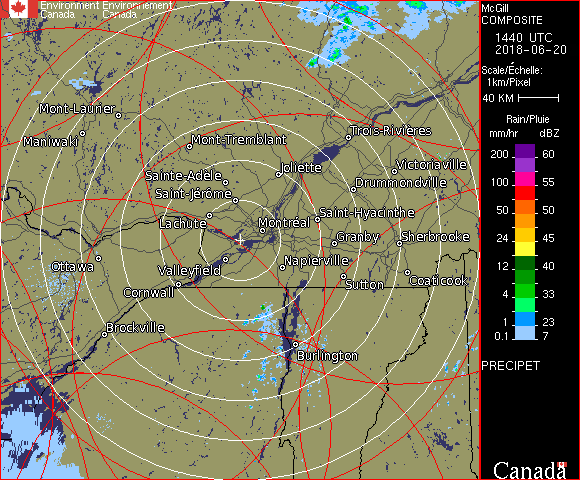 Environment Environnement
Canada Canada
McGill
COMPOSITE
1440 UTC
2018-06-20
Scale/Échelle:
1km/Pixel
40 KM
Rain/Pluie
mm/hr dBZ
200 60
100 55
50 50
24 45
12 40
4 33
1 23
0.1 7
PRECIPET
Canada
Mont-Laurier
Maniwaki
Trois-Rivières
Mont-Tremblant
Joliette
Victoriaville
Sainte-Adèle
Drummondville
Saint-Jérôme
Saint-Hyacinthe
Lachute
Montréal
Granby
Sherbrooke
Ottawa
Valleyfield
Napierville
Cornwall
Sutton
Coaticook
Brockville
Burlington